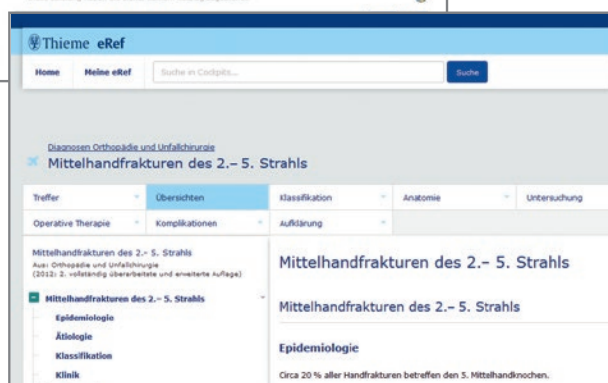 Thieme eRef
Home Meine eRef Suche in Cockpits... Suche
Diagnosen Orthopädie und Unfallchirurgie
Mittelhandfrakturen des 2.– 5. Strahls
Treffer Übersichten Klassifikation Anatomie Untersuchung
Operative Therapie Komplikationen Aufklärung
Mittelhandfrakturen des 2.– 5. Strahls
Aus: Orthopädie und Unfallchirurgie
(2012: 2. vollständig überarbeitete und erweiterte Auflage)
Mittelhandfrakturen des 2.– 5. Strahls
Epidemiologie
Ätiologie
Klassifikation
Klinik
Mittelhandfrakturen des 2.– 5. Strahls
Mittelhandfrakturen des 2.– 5. Strahls
Epidemiologie
Circa 20 % aller Handfrakturen betreffen den 5. Mittelhandknochen.